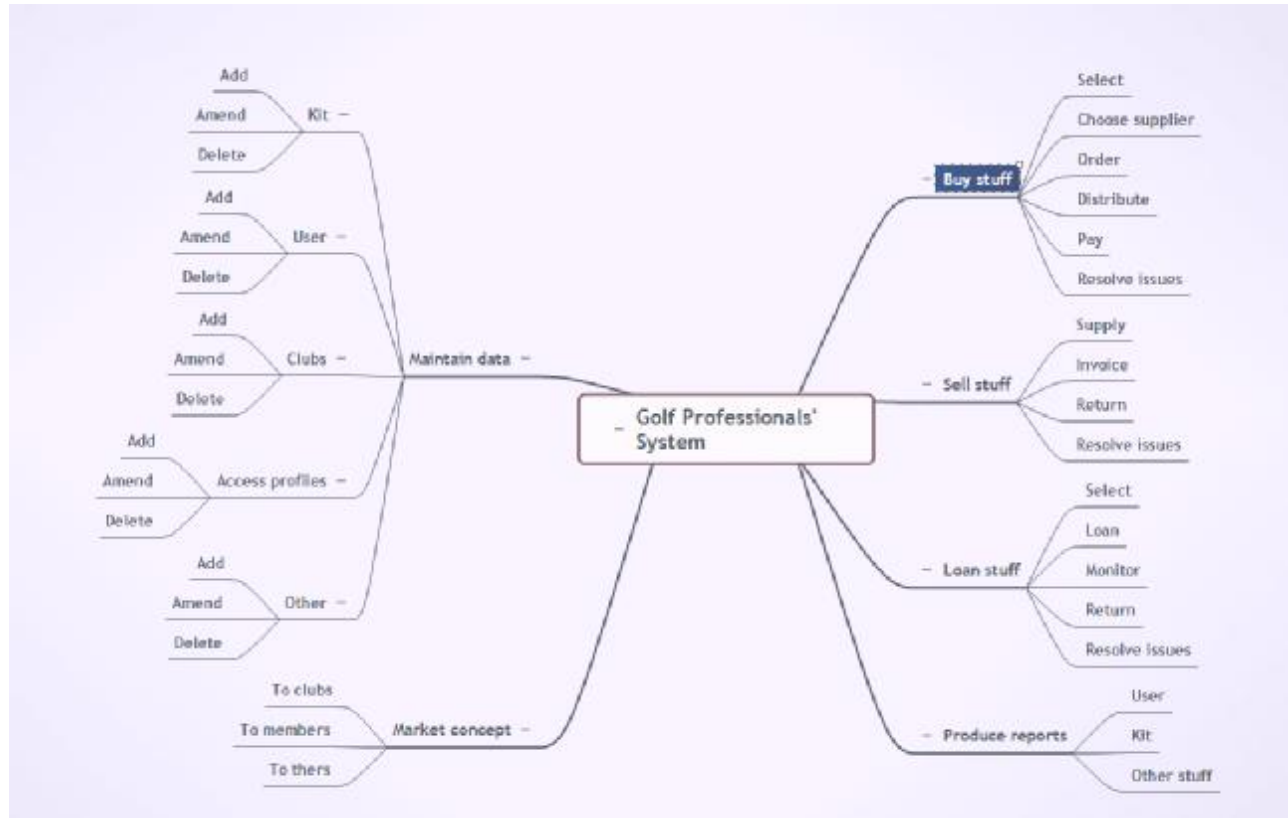 Golf Professionals'
System
Buy stuff
Select
Choose supplier
Order
Distribute
Pay
Resolve issues
Sell stuff
Supply
Invoice
Return
Resolve issues
Loan stuff
Select
Loan
Monitor
Return
Resolve issues
Produce reports
User
Kit
Other stuff
Maintain data
Kit
Add
Amend
Delete
User
Add
Amend
Delete
Clubs
Add
Amend
Delete
Access profiles
Add
Amend
Delete
Other
Add
Amend
Delete
Market concept
To clubs
To members
To thers